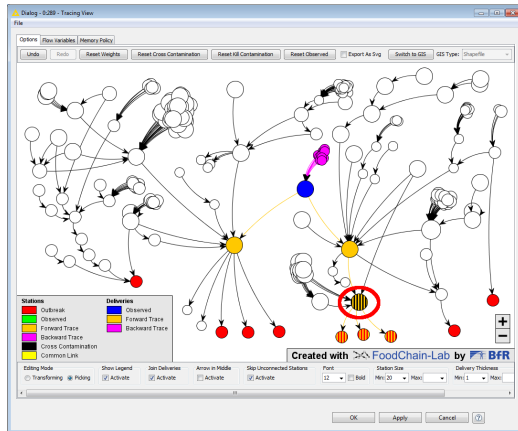 Dialog - 0:289 - Tracing View
File
Options Flow Variables Memory Policy
Undo Redo Reset Weights Reset Cross Contamination Reset Kill Contamination Reset Observed Export As Svg Switch to GIS GIS Type: Shapefile
Stations Deliveries
Outbreak Observed
Observed Forward Trace
Forward Trace Backward Trace
Backward Trace
Cross Contamination
Common Link
+
−
Created with FoodChain-Lab by BfR
Editing Mode Show Legend Join Deliveries Arrow in Middle Skip Unconnected Stations Font Station Size Delivery Thickness
Transforming Picking Activate Activate Activate Activate 12 Bold Min: 20 Max: Min: 1 Max:
OK Apply Cancel ?